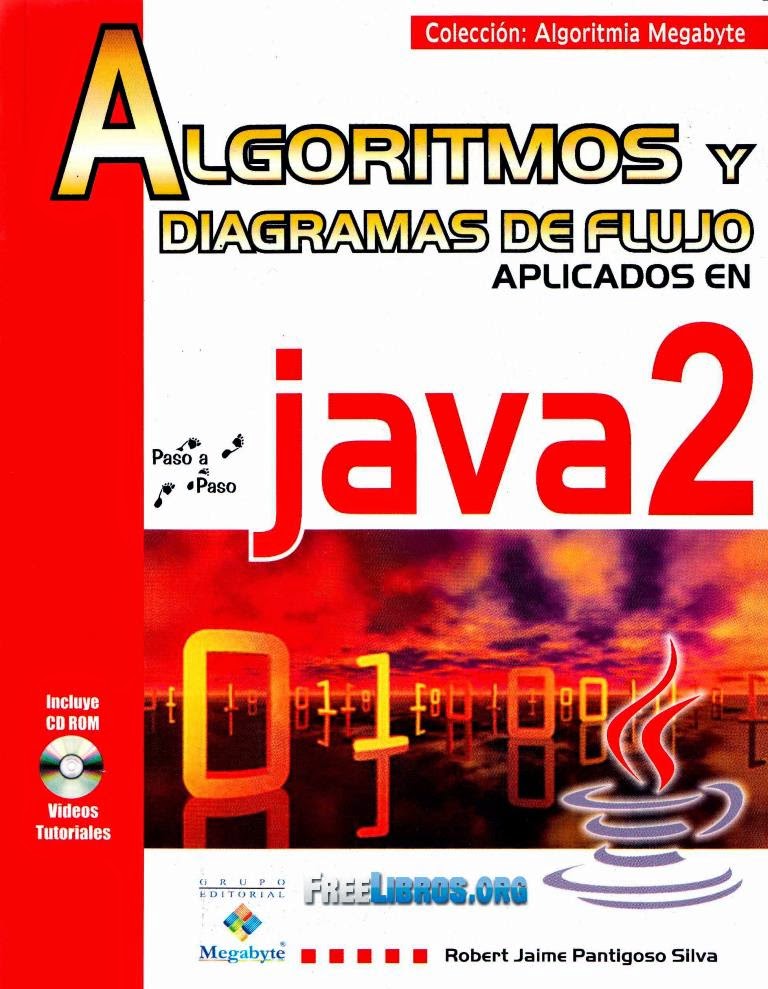 Colección: Algoritmia Megabyte
ALGORITMOS Y
DIAGRAMAS DE FLUJO
APLICADOS EN
java2
Paso a
Paso
Incluye
CD ROM
Videos
Tutoriales
GRUPO
EDITORIAL
Megabyte®
FREELIBROS.ORG
Robert Jaime Pantigoso Silva